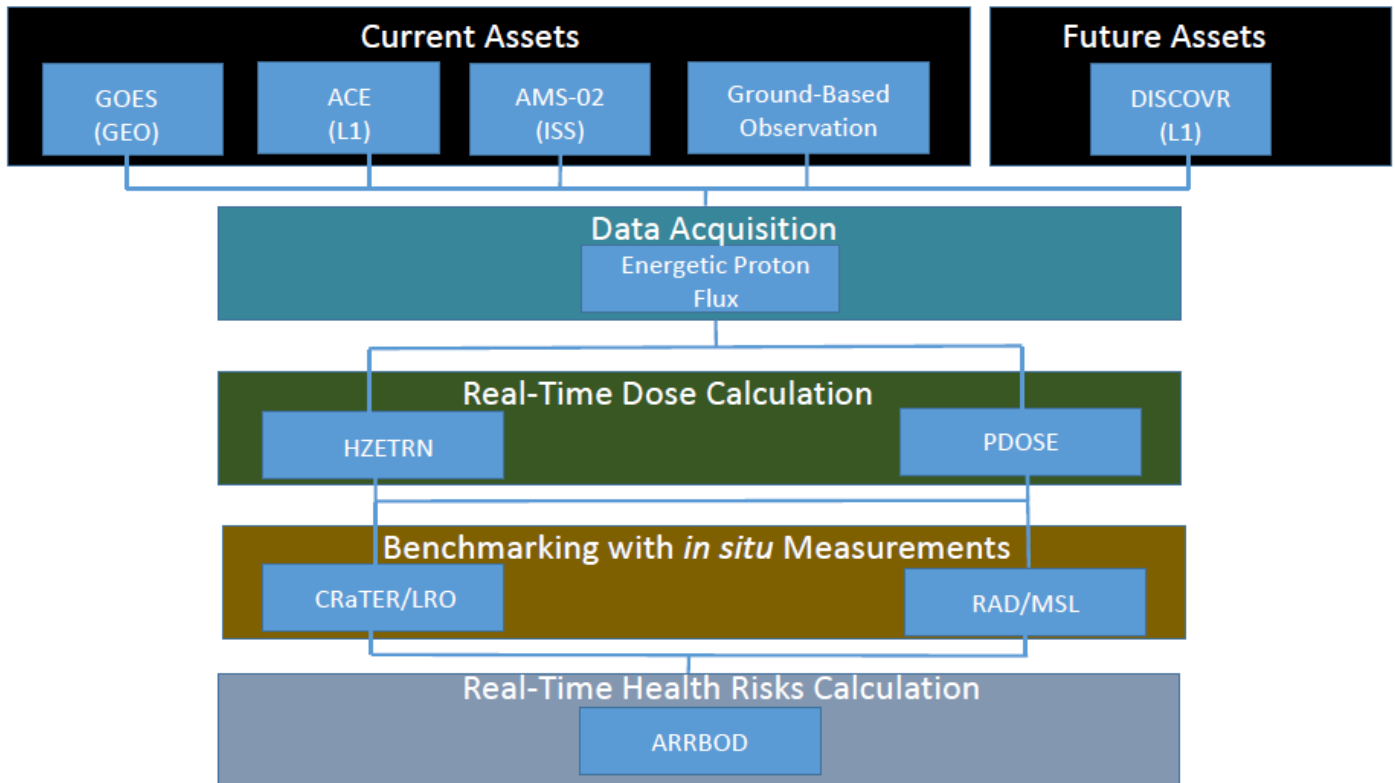 Current Assets
Future Assets
GOES
(GEO)
ACE
(L1)
AMS-02
(ISS)
Ground-Based
Observation
DISCOVR
(L1)
Data Acquisition
Energetic Proton
Flux
Real-Time Dose Calculation
HZETRN
PDOSE
Benchmarking with in situ Measurements
CRaTER/LRO
RAD/MSL
Real-Time Health Risks Calculation
ARRBOD